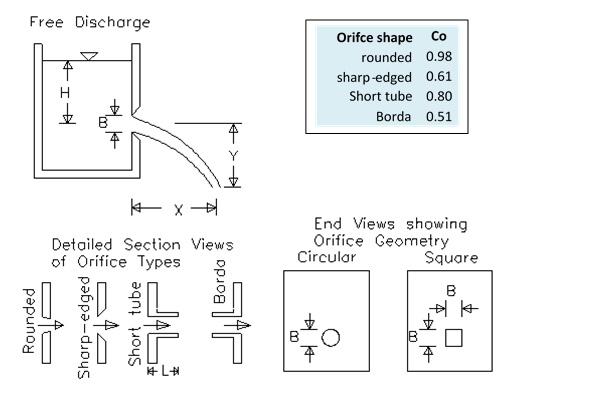 Free Discharge
H
B
Y
X
Orifce shape Co
rounded 0.98
sharp-edged 0.61
Short tube 0.80
Borda 0.51
Detailed Section Views
of Orifice Types
Rounded
Sharp-edged
Short tube
Borda
L
End Views showing
Orifice Geometry
Circular
Square
B
B
B